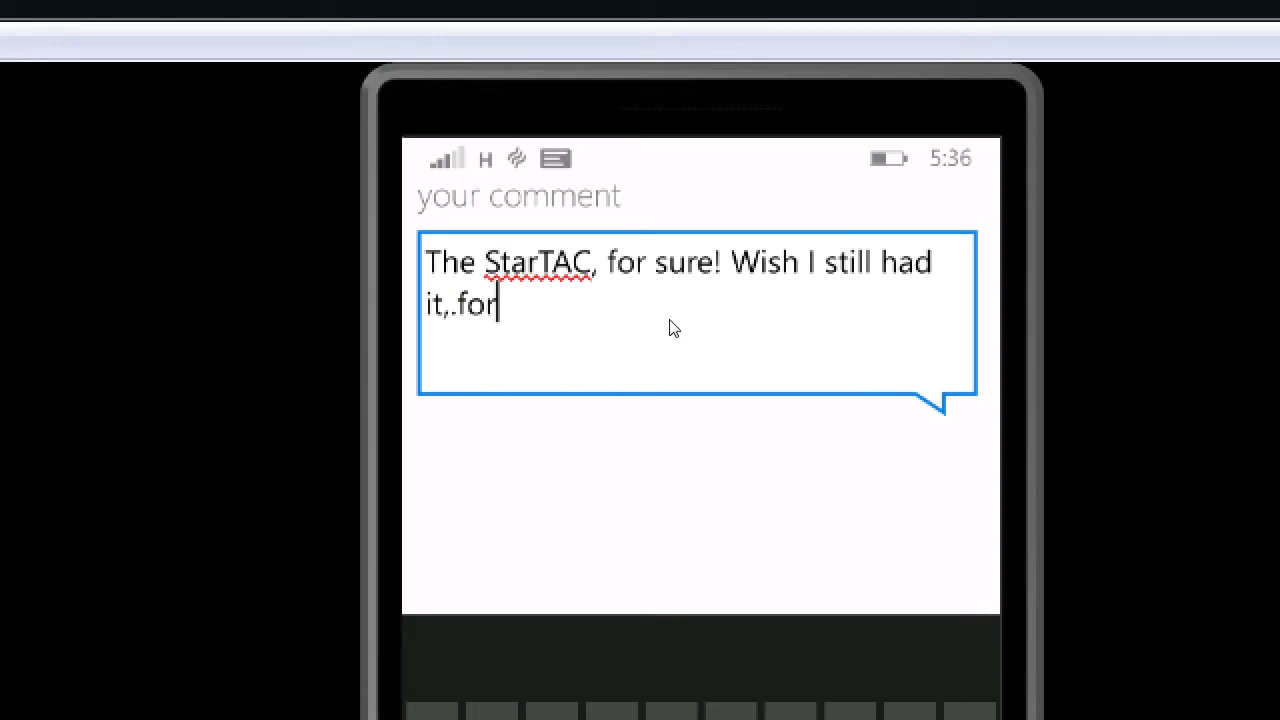 H
5:36
your comment
The StarTAC, for sure! Wish I still had
it,.for